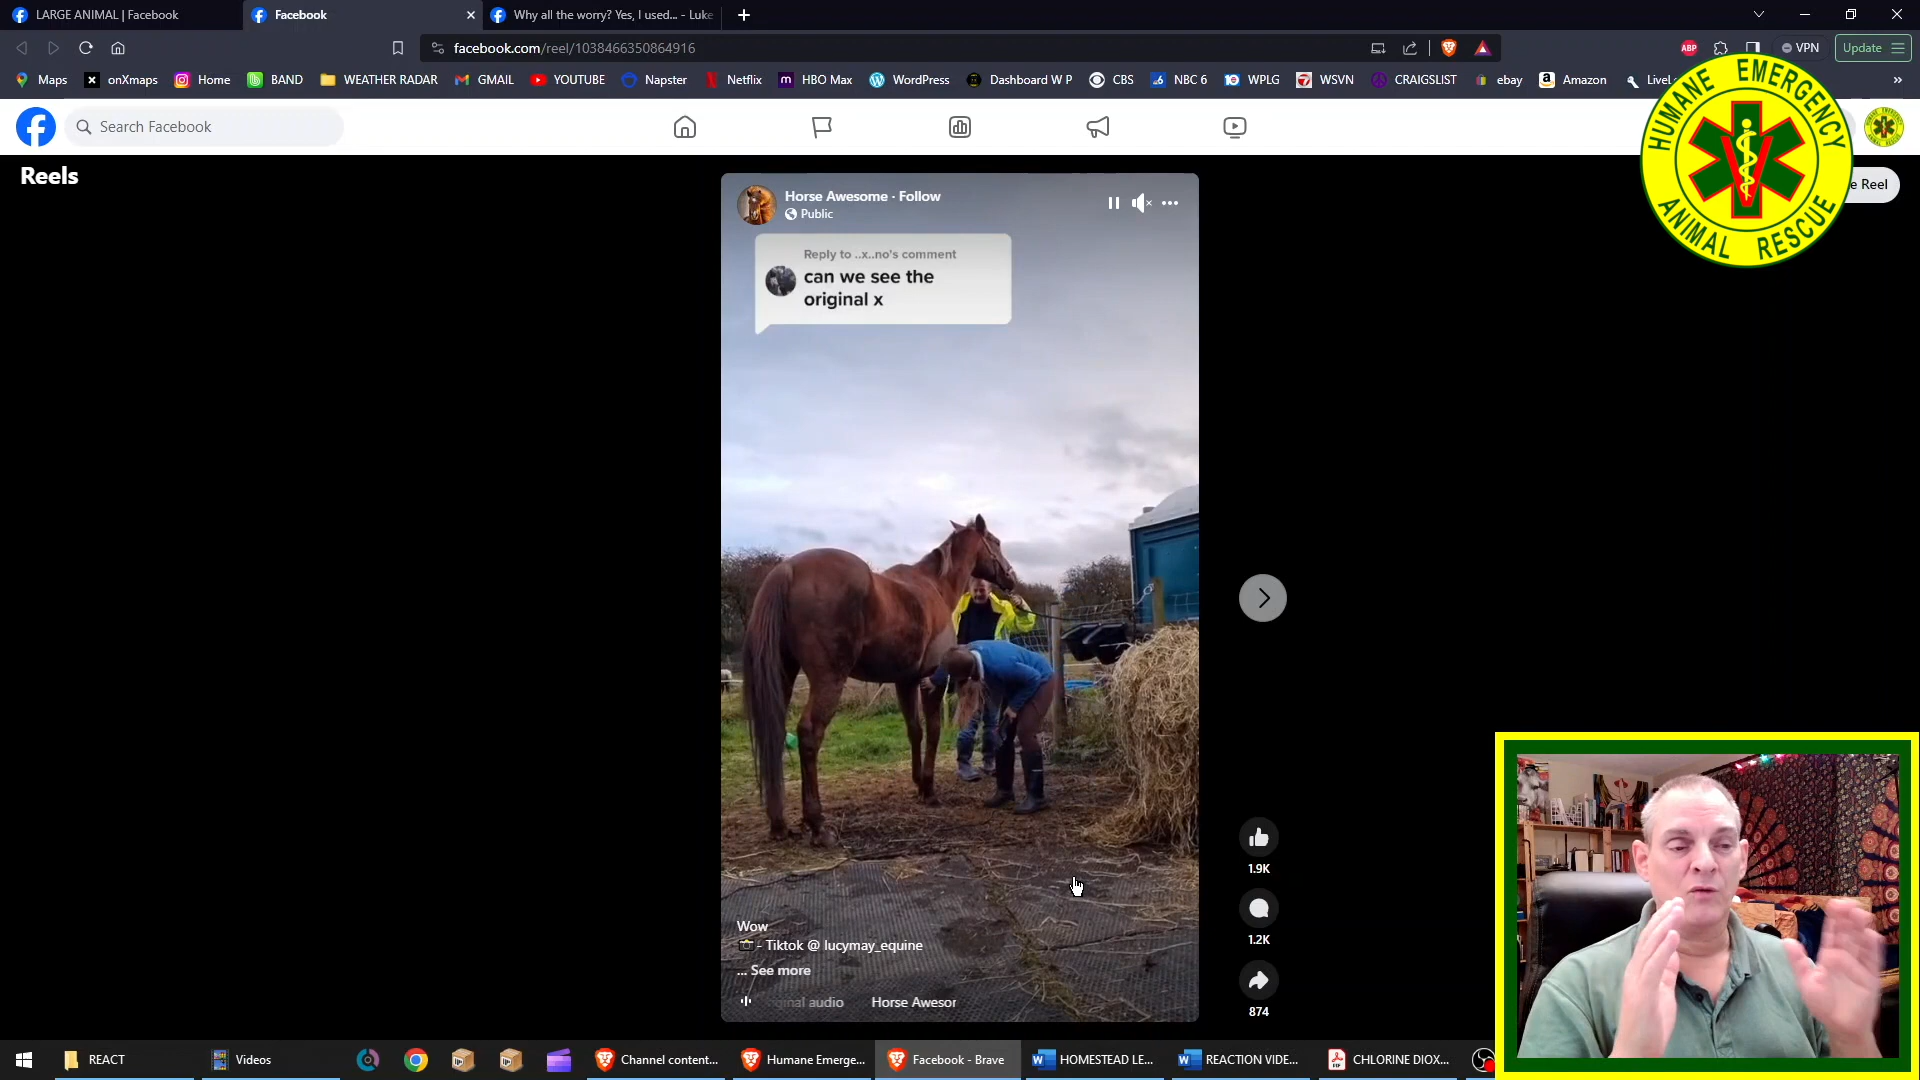 LARGE ANIMAL | Facebook
Facebook
Why all the worry? Yes, I used... - Luke
facebook.com/reel/1038466350864916
ABP
VPN
Update
Maps
onXmaps
Home
BAND
WEATHER RADAR
GMAIL
YOUTUBE
Napster
Netflix
HBO Max
WordPress
Dashboard W P
CBS
NBC 6
WPLG
WSVN
CRAIGSLIST
ebay
Amazon
Search Facebook
HUMANE EMERGENCY
ANIMAL RESCUE
Reels
e Reel
Horse Awesome · Follow
Public
Reply to ..x..no's comment
can we see the
original x
1.9K
1.2K
874
Wow
- Tiktok @ lucymay_equine
... See more
ginal audio Horse Awesor
REACT
Videos
Channel content...
Humane Emerge...
Facebook - Brave
HOMESTEAD LE...
REACTION VIDE...
CHLORINE DIOX...